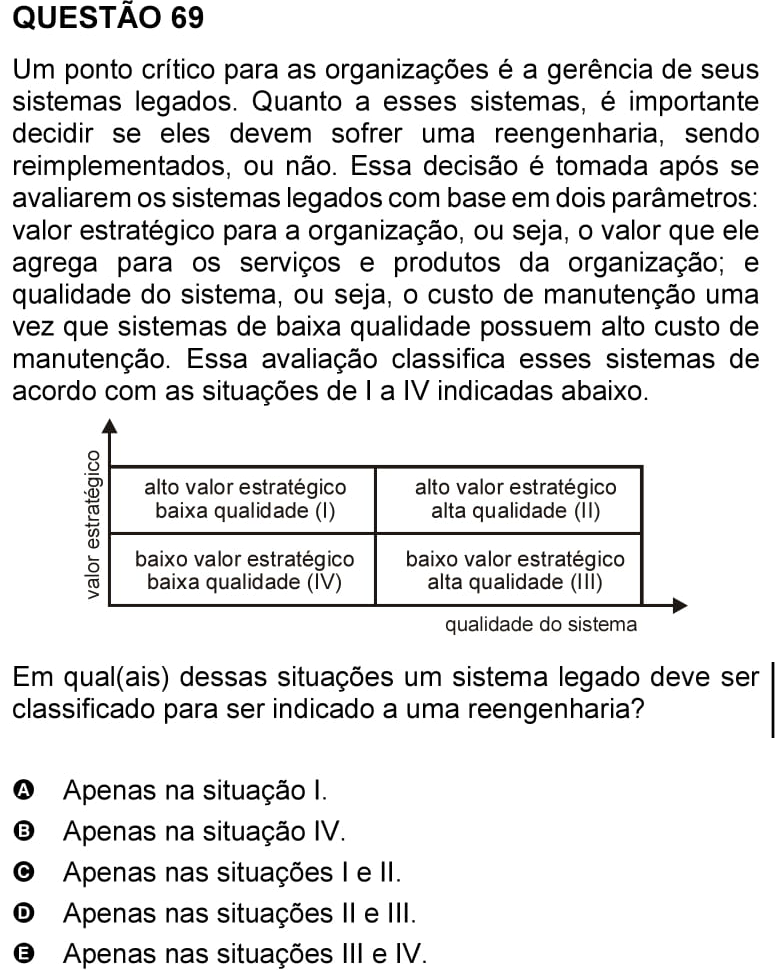 QUESTÃO 69
Um ponto crítico para as organizações é a gerência de seus
sistemas legados. Quanto a esses sistemas, é importante
decidir se eles devem sofrer uma reengenharia, sendo
reimplementados, ou não. Essa decisão é tomada após se
avaliarem os sistemas legados com base em dois parâmetros:
valor estratégico para a organização, ou seja, o valor que ele
agrega para os serviços e produtos da organização; e
qualidade do sistema, ou seja, o custo de manutenção uma
vez que sistemas de baixa qualidade possuem alto custo de
manutenção. Essa avaliação classifica esses sistemas de
acordo com as situações de I a IV indicadas abaixo.
valor estratégico
alto valor estratégico
baixa qualidade (I)
alto valor estratégico
alta qualidade (II)
baixo valor estratégico
baixa qualidade (IV)
baixo valor estratégico
alta qualidade (III)
qualidade do sistema
Em qual(ais) dessas situações um sistema legado deve ser
classificado para ser indicado a uma reengenharia?
A Apenas na situação I.
B Apenas na situação IV.
C Apenas nas situações I e II.
D Apenas nas situações II e III.
E Apenas nas situações III e IV.